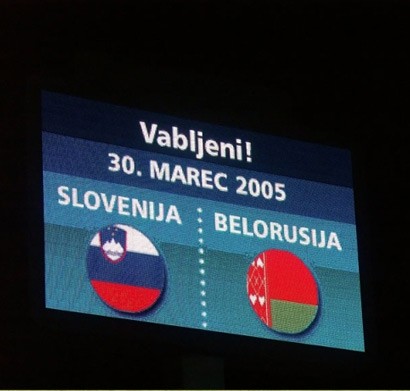 Vabljeni!
30. MAREC 2005
SLOVENIJA
BELORUSIJA